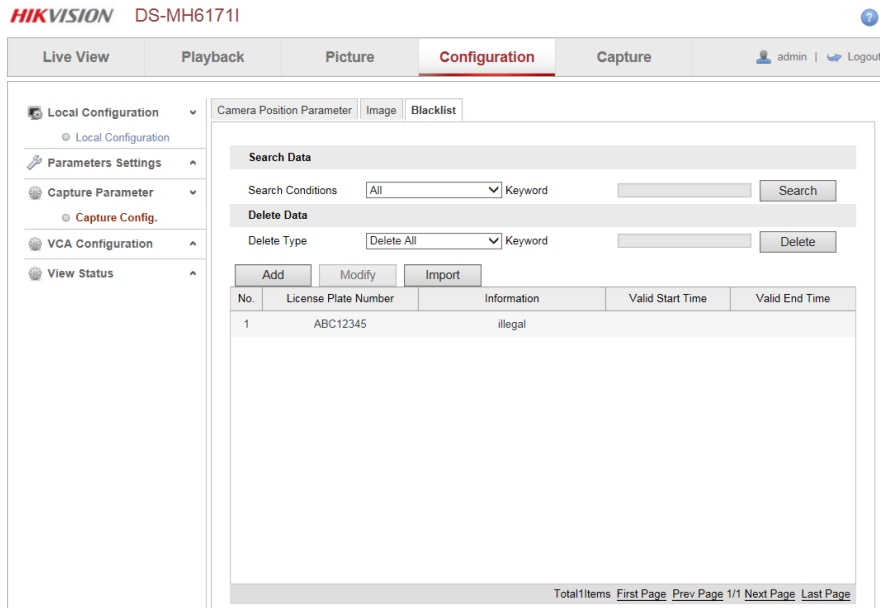 HIKVISION DS-MH6171I
?
Live View Playback Picture Configuration Capture admin | Logout
Local Configuration
Local Configuration
Parameters Settings
Capture Parameter
Capture Config.
VCA Configuration
View Status
Camera Position Parameter Image Blacklist
Search Data
Search Conditions All Keyword Search
Delete Data
Delete Type Delete All Keyword Delete
Add Modify Import
No. License Plate Number Information Valid Start Time Valid End Time
1 ABC12345 illegal
Total1Items First Page Prev Page 1/1 Next Page Last Page